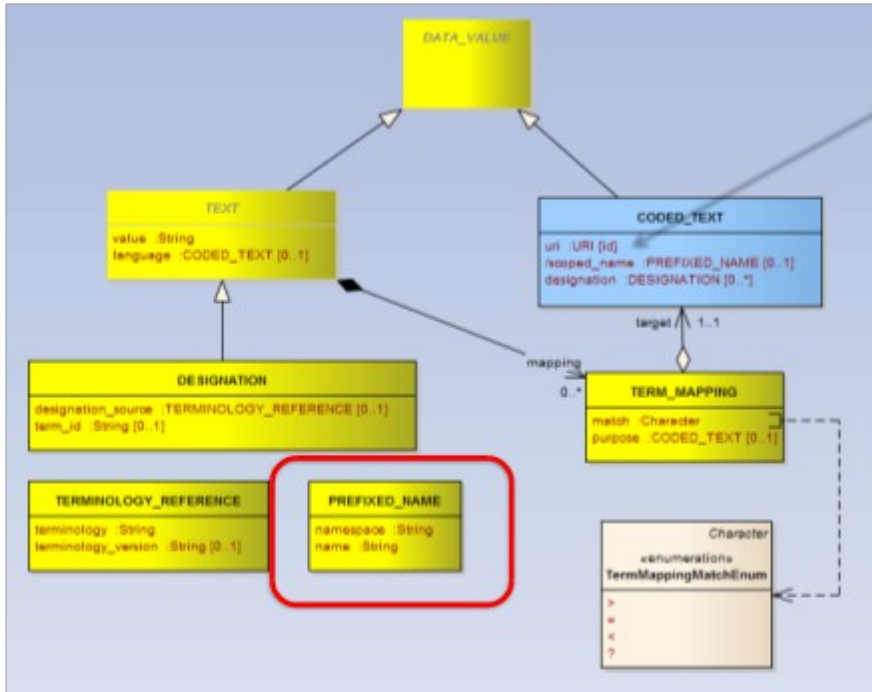 DATA_VALUE
TEXT
value :String
language :CODED_TEXT [0..1]
CODED_TEXT
uri :URI {id}
/scoped_name :PREFIXED_NAME [0..1]
designation :DESIGNATION [0..*]
target
1..1
mapping
0..*
DESIGNATION
designation_source :TERMINOLOGY_REFERENCE [0..1]
term_id :String [0..1]
TERM_MAPPING
match :Character
purpose :CODED_TEXT [0..1]
TERMINOLOGY_REFERENCE
terminology :String
terminology_version :String [0..1]
PREFIXED_NAME
namespace :String
name :String
Character
«enumeration»
TermMappingMatchEnum
>
=
<
?